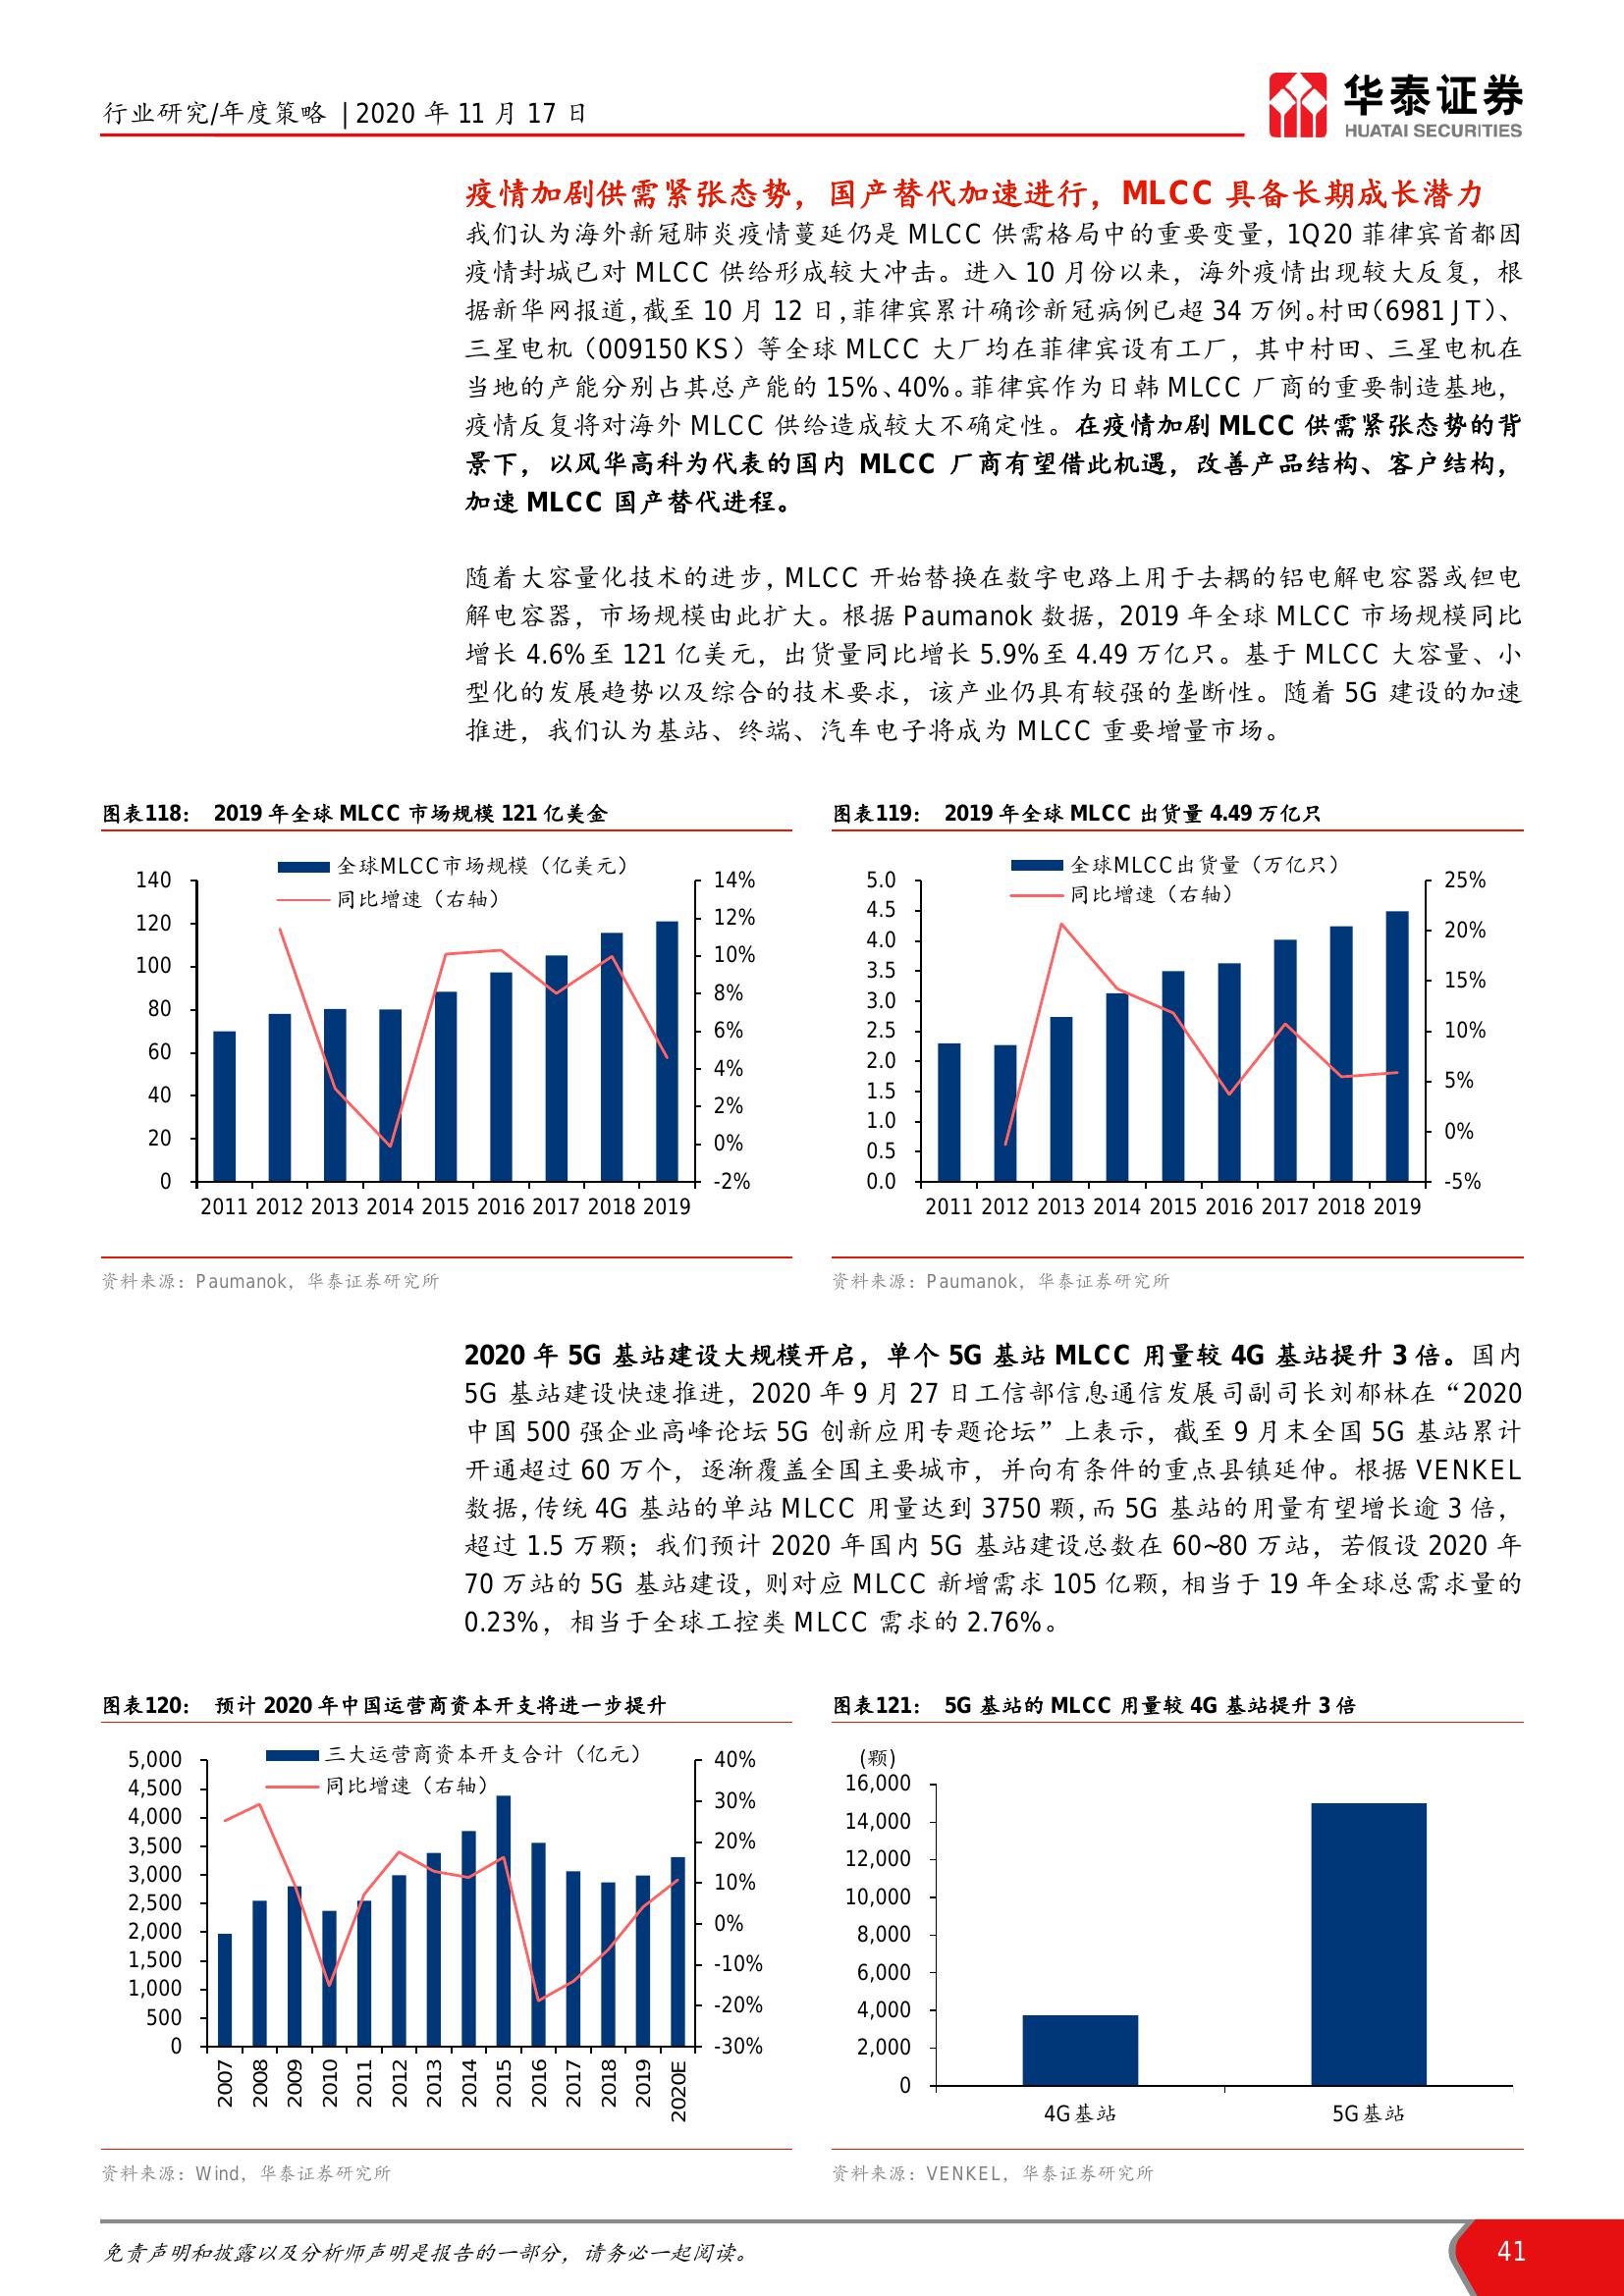 行业研究/年度策略 | 2020 年 11 月 17 日
华泰证券
HUATAI SECURITIES
疫情加剧供需紧张态势，国产替代加速进行，MLCC 具备长期成长潜力
我们认为海外新冠肺炎疫情蔓延仍是 MLCC 供需格局中的重要变量，1Q20 菲律宾首都因
疫情封城已对 MLCC 供给形成较大冲击。进入 10 月份以来，海外疫情出现较大反复，根
据新华网报道，截至 10 月 12 日，菲律宾累计确诊新冠病例已超 34 万例。村田（6981 JT）、
三星电机（009150 KS）等全球 MLCC 大厂均在菲律宾设有工厂，其中村田、三星电机在
当地的产能分别占其总产能的 15%、40%。菲律宾作为日韩 MLCC 厂商的重要制造基地，
疫情反复将对海外 MLCC 供给造成较大不确定性。在疫情加剧 MLCC 供需紧张态势的背
景下，以风华高科为代表的国内 MLCC 厂商有望借此机遇，改善产品结构、客户结构，
加速 MLCC 国产替代进程。
随着大容量化技术的进步，MLCC 开始替换在数字电路上用于去耦的铝电解电容器或钽电
解电容器，市场规模由此扩大。根据 Paumanok 数据，2019 年全球 MLCC 市场规模同比
增长 4.6%至 121 亿美元，出货量同比增长 5.9%至 4.49 万亿只。基于 MLCC 大容量、小
型化的发展趋势以及综合的技术要求，该产业仍具有较强的垄断性。随着 5G 建设的加速
推进，我们认为基站、终端、汽车电子将成为 MLCC 重要增量市场。
图表118： 2019 年全球 MLCC 市场规模 121 亿美金
全球MLCC市场规模（亿美元）
同比增速（右轴）
140
120
100
80
60
40
20
0
14%
12%
10%
8%
6%
4%
2%
0%
-2%
2011 2012 2013 2014 2015 2016 2017 2018 2019
资料来源：Paumanok，华泰证券研究所
图表119： 2019 年全球 MLCC 出货量 4.49 万亿只
全球MLCC出货量（万亿只）
同比增速（右轴）
5.0
4.5
4.0
3.5
3.0
2.5
2.0
1.5
1.0
0.5
0.0
25%
20%
15%
10%
5%
0%
-5%
2011 2012 2013 2014 2015 2016 2017 2018 2019
资料来源：Paumanok，华泰证券研究所
2020 年 5G 基站建设大规模开启，单个 5G 基站 MLCC 用量较 4G 基站提升 3 倍。国内
5G 基站建设快速推进，2020 年 9 月 27 日工信部信息通信发展司副司长刘郁林在“2020
中国 500 强企业高峰论坛 5G 创新应用专题论坛”上表示，截至 9 月末全国 5G 基站累计
开通超过 60 万个，逐渐覆盖全国主要城市，并向有条件的重点县镇延伸。根据 VENKEL
数据，传统 4G 基站的单站 MLCC 用量达到 3750 颗，而 5G 基站的用量有望增长逾 3 倍，
超过 1.5 万颗；我们预计 2020 年国内 5G 基站建设总数在 60~80 万站，若假设 2020 年
70 万站的 5G 基站建设，则对应 MLCC 新增需求 105 亿颗，相当于 19 年全球总需求量的
0.23%，相当于全球工控类 MLCC 需求的 2.76%。
图表120： 预计 2020 年中国运营商资本开支将进一步提升
三大运营商资本开支合计（亿元）
同比增速（右轴）
5,000
4,500
4,000
3,500
3,000
2,500
2,000
1,500
1,000
500
0
40%
30%
20%
10%
0%
-10%
-20%
-30%
2007 2008 2009 2010 2011 2012 2013 2014 2015 2016 2017 2018 2019 2020E
资料来源：Wind，华泰证券研究所
图表121： 5G 基站的 MLCC 用量较 4G 基站提升 3 倍
（颗）
16,000
14,000
12,000
10,000
8,000
6,000
4,000
2,000
0
4G基站 5G基站
资料来源：VENKEL，华泰证券研究所
免责声明和披露以及分析师声明是报告的一部分，请务必一起阅读。
41